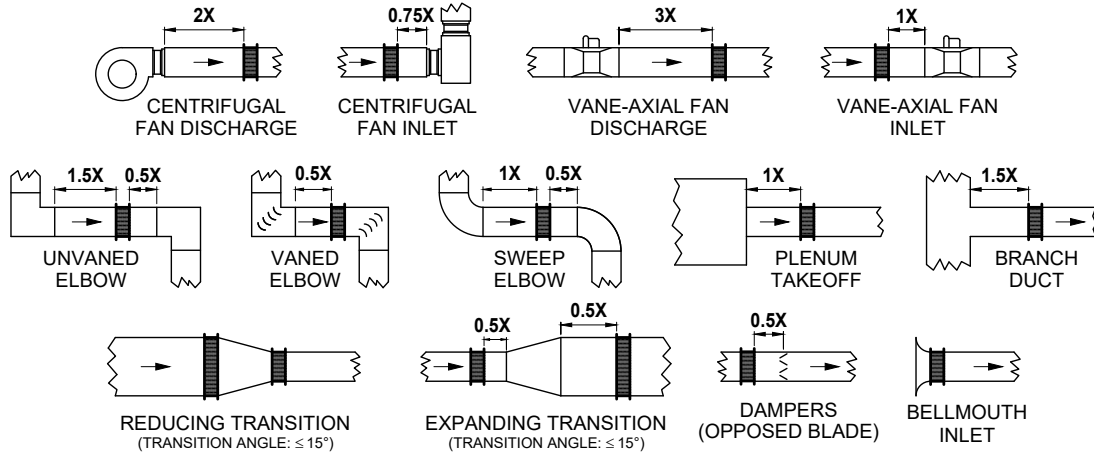 2X
0.75X
3X
1X
CENTRIFUGAL
FAN DISCHARGE
CENTRIFUGAL
FAN INLET
VANE-AXIAL FAN
DISCHARGE
VANE-AXIAL FAN
INLET
1.5X 0.5X
0.5X
1X 0.5X
1X
1.5X
UNVANED
ELBOW
VANED
ELBOW
SWEEP
ELBOW
PLENUM
TAKEOFF
BRANCH
DUCT
0.5X 0.5X
0.5X
REDUCING TRANSITION
(TRANSITION ANGLE: ≤ 15°)
EXPANDING TRANSITION
(TRANSITION ANGLE: ≤ 15°)
DAMPERS
(OPPOSED BLADE)
BELLMOUTH
INLET